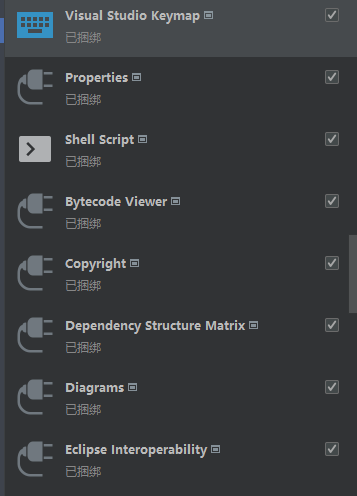 Visual Studio Keymap
已捆绑
Properties
已捆绑
Shell Script
已捆绑
Bytecode Viewer
已捆绑
Copyright
已捆绑
Dependency Structure Matrix
已捆绑
Diagrams
已捆绑
Eclipse Interoperability
已捆绑